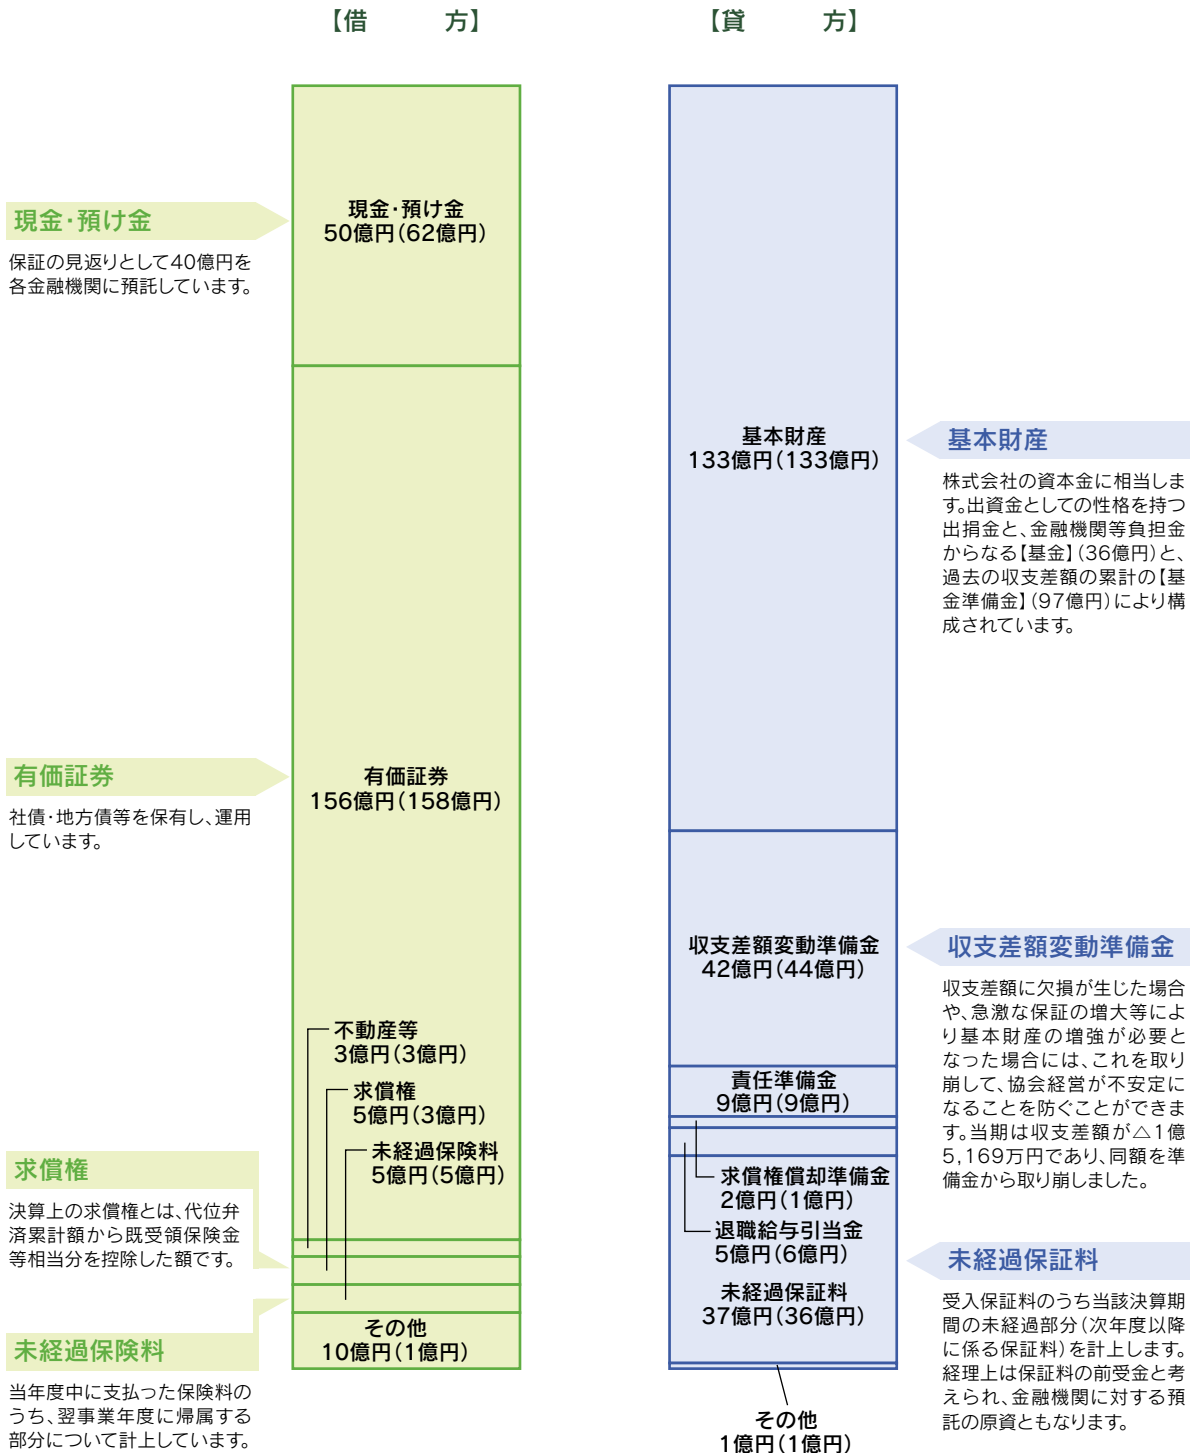 【借　　　方】
【貸　　　方】
現金・預け金
保証の見返りとして40億円を
各金融機関に預託しています。
有価証券
社債・地方債等を保有し、運用
しています。
求償権
決算上の求償権とは、代位弁
済累計額から既受領保険金
等相当分を控除した額です。
未経過保険料
当年度中に支払った保険料の
うち、翌事業年度に帰属する
部分について計上しています。
現金・預け金
50億円（62億円）
有価証券
156億円（158億円）
不動産等
3億円（3億円）
求償権
5億円（3億円）
未経過保険料
5億円（5億円）
その他
10億円（1億円）
基本財産
133億円（133億円）
収支差額変動準備金
42億円（44億円）
責任準備金
9億円（9億円）
求償権償却準備金
2億円（1億円）
退職給与引当金
5億円（6億円）
未経過保証料
37億円（36億円）
その他
1億円（1億円）
基本財産
株式会社の資本金に相当しま
す。出資金としての性格を持つ
出捐金と、金融機関等負担金
からなる【基金】（36億円）と、
過去の収支差額の累計の【基
金準備金】（97億円）により構
成されています。
収支差額変動準備金
収支差額に欠損が生じた場合
や、急激な保証の増大等によ
り基本財産の増強が必要と
なった場合には、これを取り
崩して、協会経営が不安定に
なることを防ぐことができま
す。当期は収支差額が△1億
5,169万円であり、同額を準
備金から取り崩しました。
未経過保証料
受入保証料のうち当該決算期
間の未経過部分（次年度以降
に係る保証料）を計上します。
経理上は保証料の前受金と考
えられ、金融機関に対する預
託の原資ともなります。